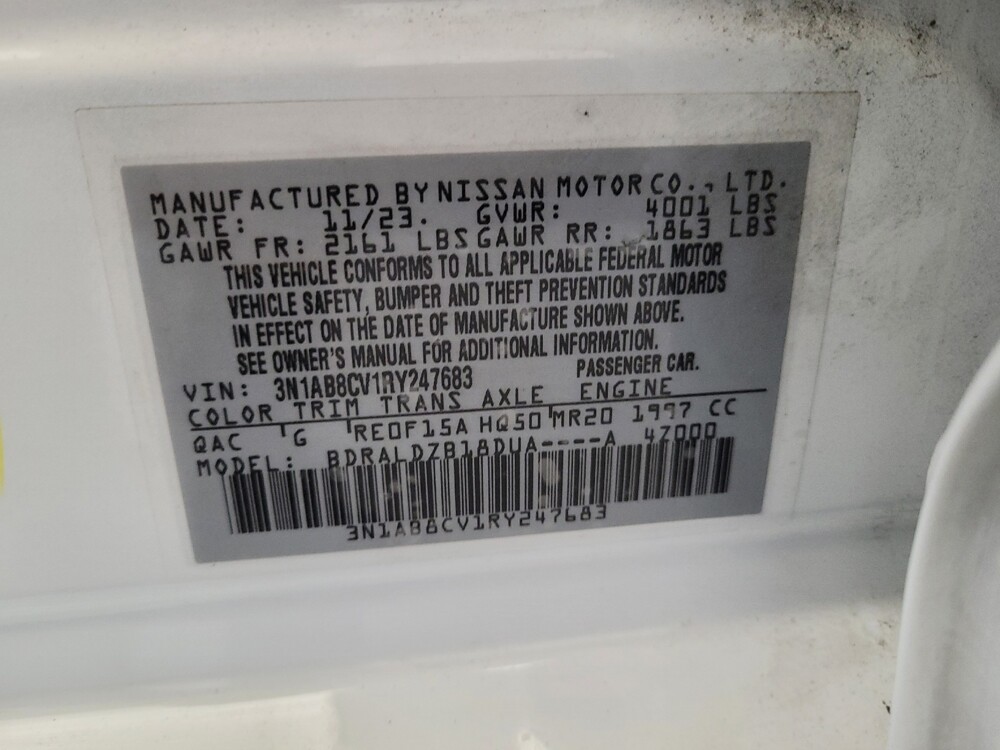 MANUFACTURED BY NISSAN MOTOR CO., LTD.
DATE: 11/23. GVWR: 4001 LBS
GAWR FR: 2161 LBS GAWR RR: 1863 LBS
THIS VEHICLE CONFORMS TO ALL APPLICABLE FEDERAL MOTOR
VEHICLE SAFETY, BUMPER AND THEFT PREVENTION STANDARDS
IN EFFECT ON THE DATE OF MANUFACTURE SHOWN ABOVE.
SEE OWNER'S MANUAL FOR ADDITIONAL INFORMATION.
VIN: 3N1AB8CV1RY247683 PASSENGER CAR.
COLOR TRIM TRANS AXLE ENGINE
QAC G RE0F15A HQ50 MR20 1997 CC
MODEL: BDRALDZB18DUA----A 47000
3N1AB8CV1RY247683